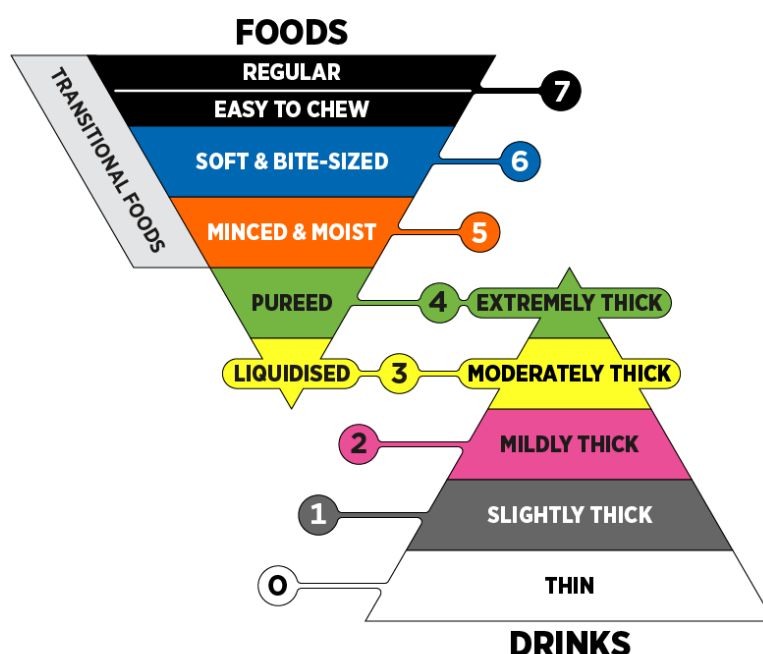 FOODS
REGULAR
7
EASY TO CHEW
TRANSITIONAL FOODS
SOFT & BITE-SIZED
6
MINCED & MOIST
5
PUREED
4
EXTREMELY THICK
LIQUIDISED
3
MODERATELY THICK
2
MILDLY THICK
1
SLIGHTLY THICK
0
THIN
DRINKS